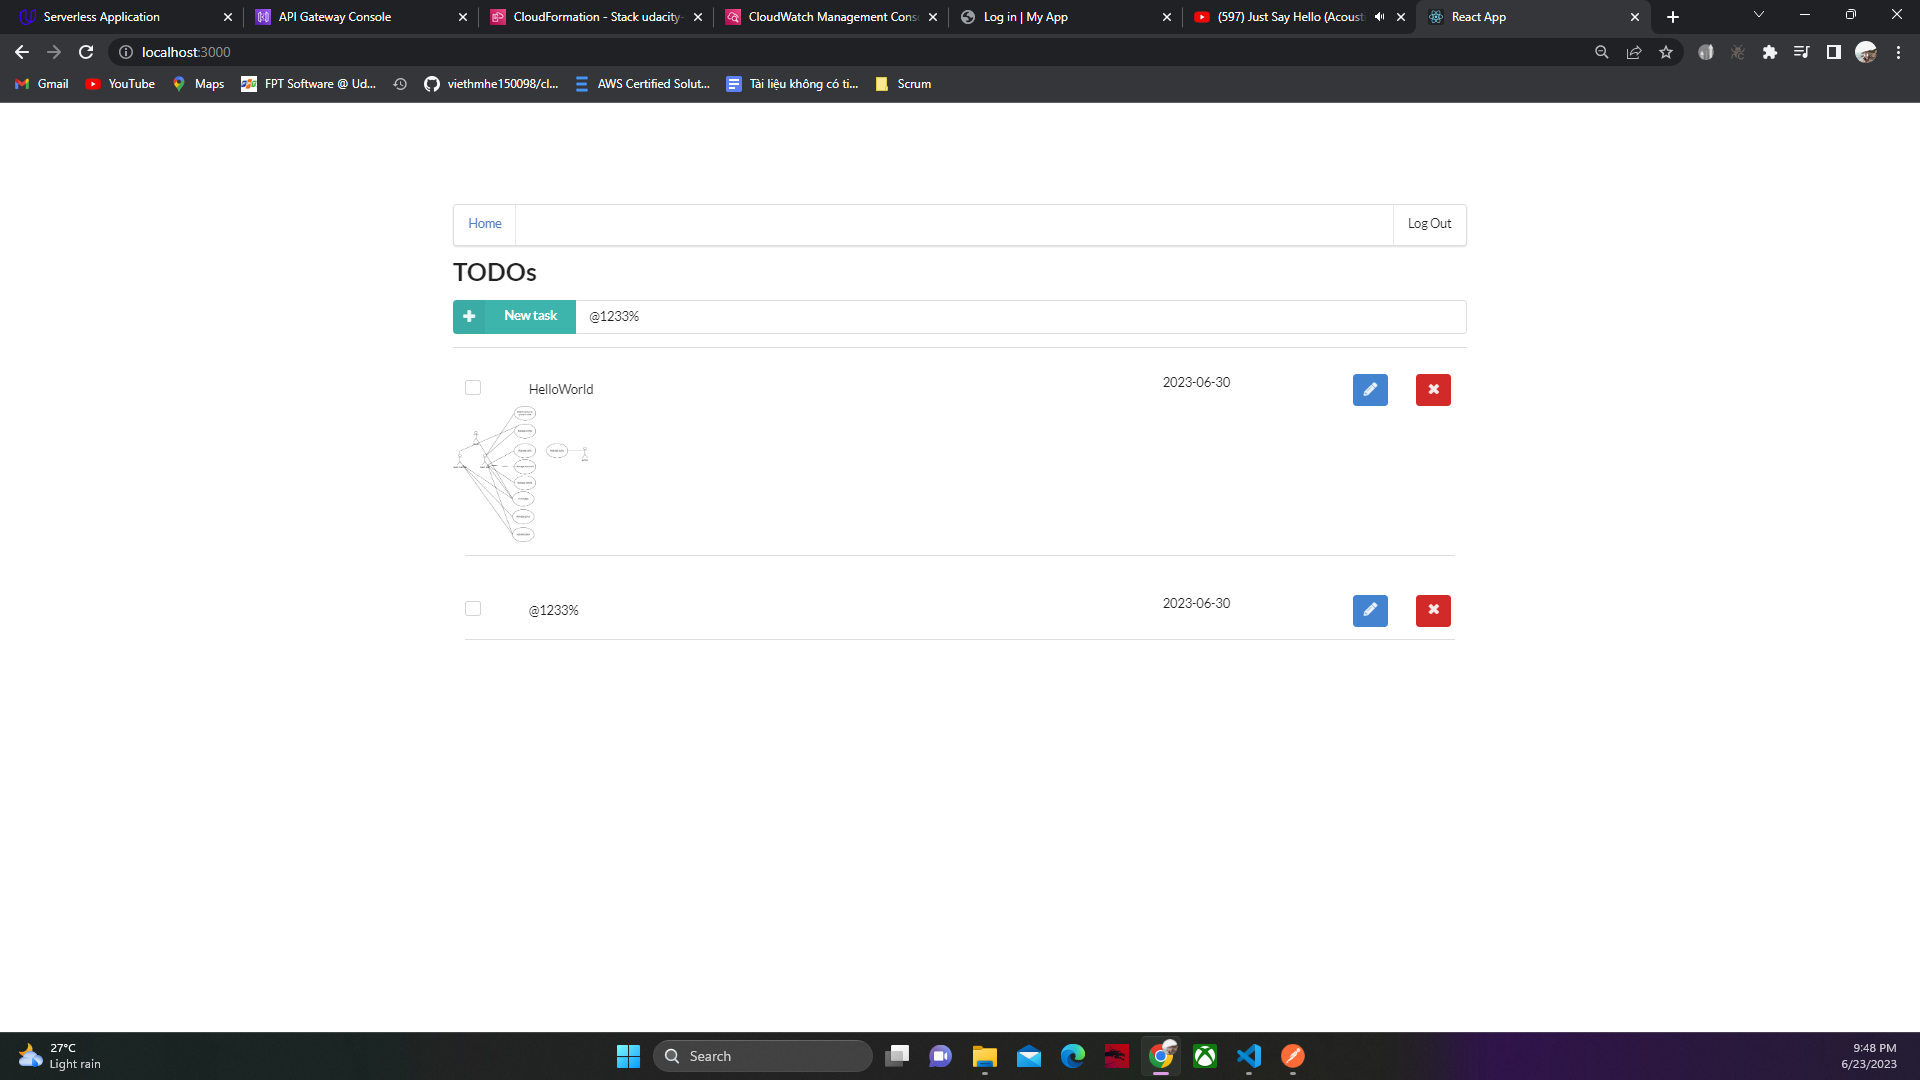 Serverless Application
API Gateway Console
CloudFormation - Stack udacity-
CloudWatch Management Cons
Log in | My App
(597) Just Say Hello (Acousti
React App
localhost:3000
Gmail
YouTube
Maps
FPT Software @ Ud...
viethmhe150098/cl...
AWS Certified Solut...
Tài liệu không có ti...
Scrum
Home
Log Out
TODOs
New task
@1233%
HelloWorld
2023-06-30
@1233%
2023-06-30
27°C
Light rain
Search
9:48 PM
6/23/2023